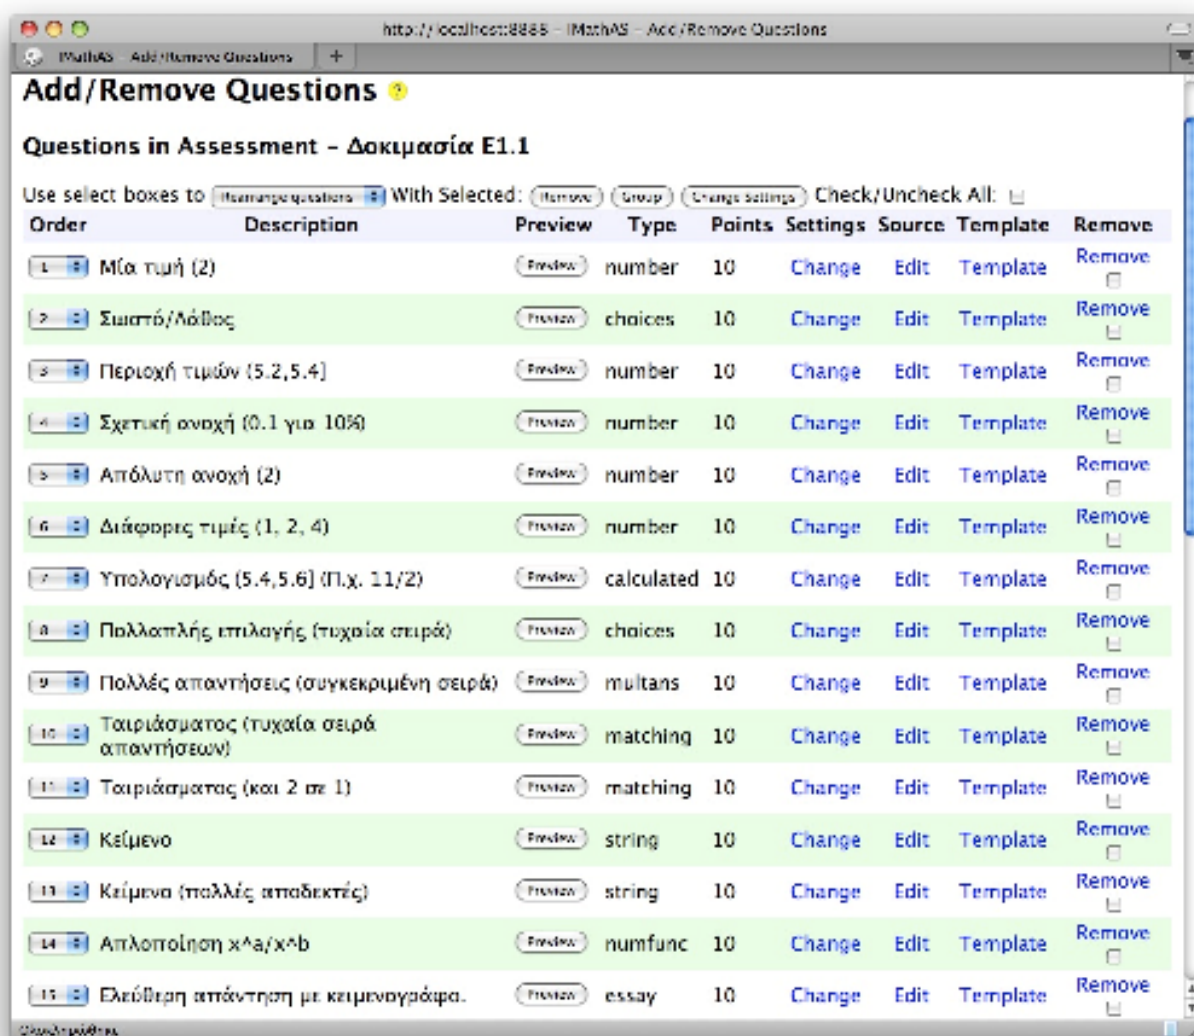 http://localhost:8888 – IMathAS – Add/Remove Questions
IMathAS – Add/Remove Questions +
Add/Remove Questions ?
Questions in Assessment – Δοκιμασία E1.1
Use select boxes to Rearrange questions With Selected: Remove Group Change Settings Check/Uncheck All:
Order Description Preview Type Points Settings Source Template Remove
1 Μία τιμή (2) Preview number 10 Change Edit Template Remove
2 Σωστό/Λάθος Preview choices 10 Change Edit Template Remove
3 Περιοχή τιμών (5.2,5.4] Preview number 10 Change Edit Template Remove
4 Σχετική ανοχή (0.1 για 10%) Preview number 10 Change Edit Template Remove
5 Απόλυτη ανοχή (2) Preview number 10 Change Edit Template Remove
6 Διάφορες τιμές (1, 2, 4) Preview number 10 Change Edit Template Remove
7 Υπολογισμός (5.4,5.6] (Π.χ. 11/2) Preview calculated 10 Change Edit Template Remove
8 Πολλαπλής επιλογής (τυχαία σειρά) Preview choices 10 Change Edit Template Remove
9 Πολλές απαντήσεις (συγκεκριμένη σειρά) Preview multans 10 Change Edit Template Remove
10 Ταιριάσματος (τυχαία σειρά
απαντήσεων) Preview matching 10 Change Edit Template Remove
11 Ταιριάσματος (και 2 σε 1) Preview matching 10 Change Edit Template Remove
12 Κείμενο Preview string 10 Change Edit Template Remove
13 Κείμενο (πολλές αποδεκτές) Preview string 10 Change Edit Template Remove
14 Απλοποίηση x^a/x^b Preview numfunc 10 Change Edit Template Remove
15 Ελεύθερη απάντηση με κειμενογράφο. Preview essay 10 Change Edit Template Remove
Ολοκληρώθηκε